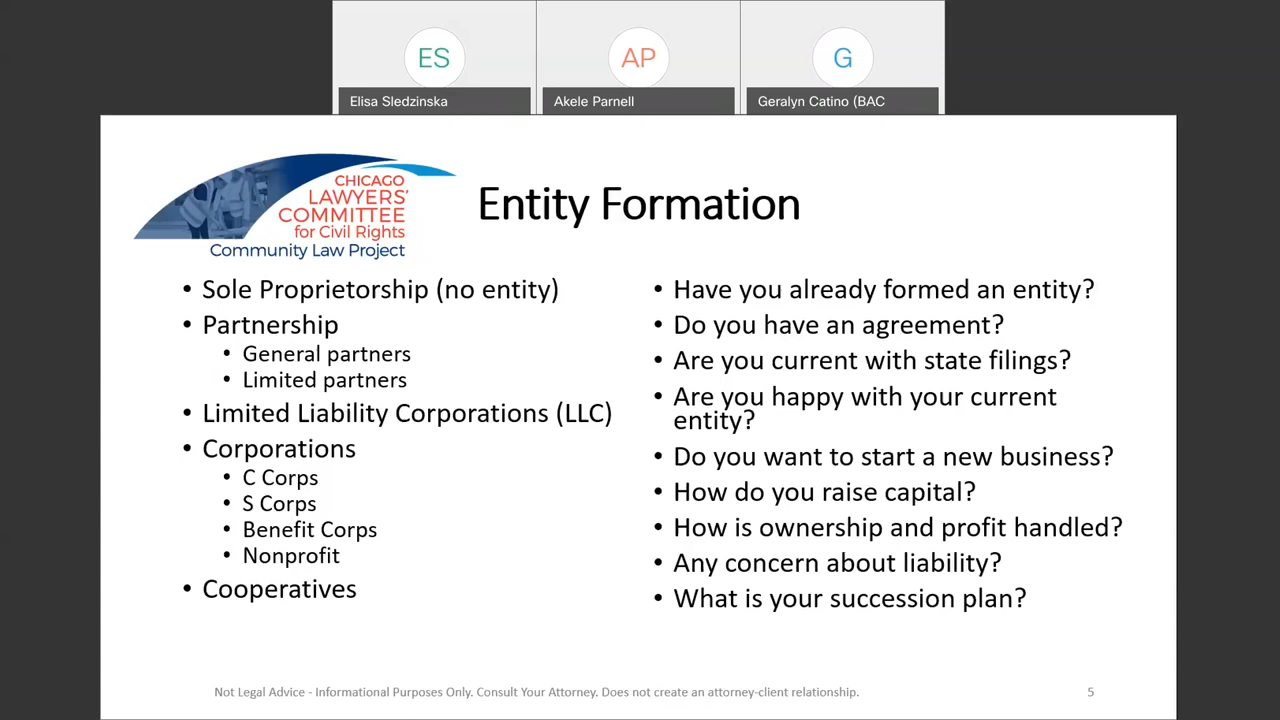 ES
AP
G
Elisa Sledzinska
Akele Parnell
Geralyn Catino (BAC
CHICAGO
LAWYERS'
COMMITTEE
for Civil Rights
Community Law Project
Entity Formation
• Sole Proprietorship (no entity)
• Partnership
• General partners
• Limited partners
• Limited Liability Corporations (LLC)
• Corporations
• C Corps
• S Corps
• Benefit Corps
• Nonprofit
• Cooperatives
• Have you already formed an entity?
• Do you have an agreement?
• Are you current with state filings?
• Are you happy with your current
entity?
• Do you want to start a new business?
• How do you raise capital?
• How is ownership and profit handled?
• Any concern about liability?
• What is your succession plan?
Not Legal Advice - Informational Purposes Only. Consult Your Attorney. Does not create an attorney-client relationship.
5